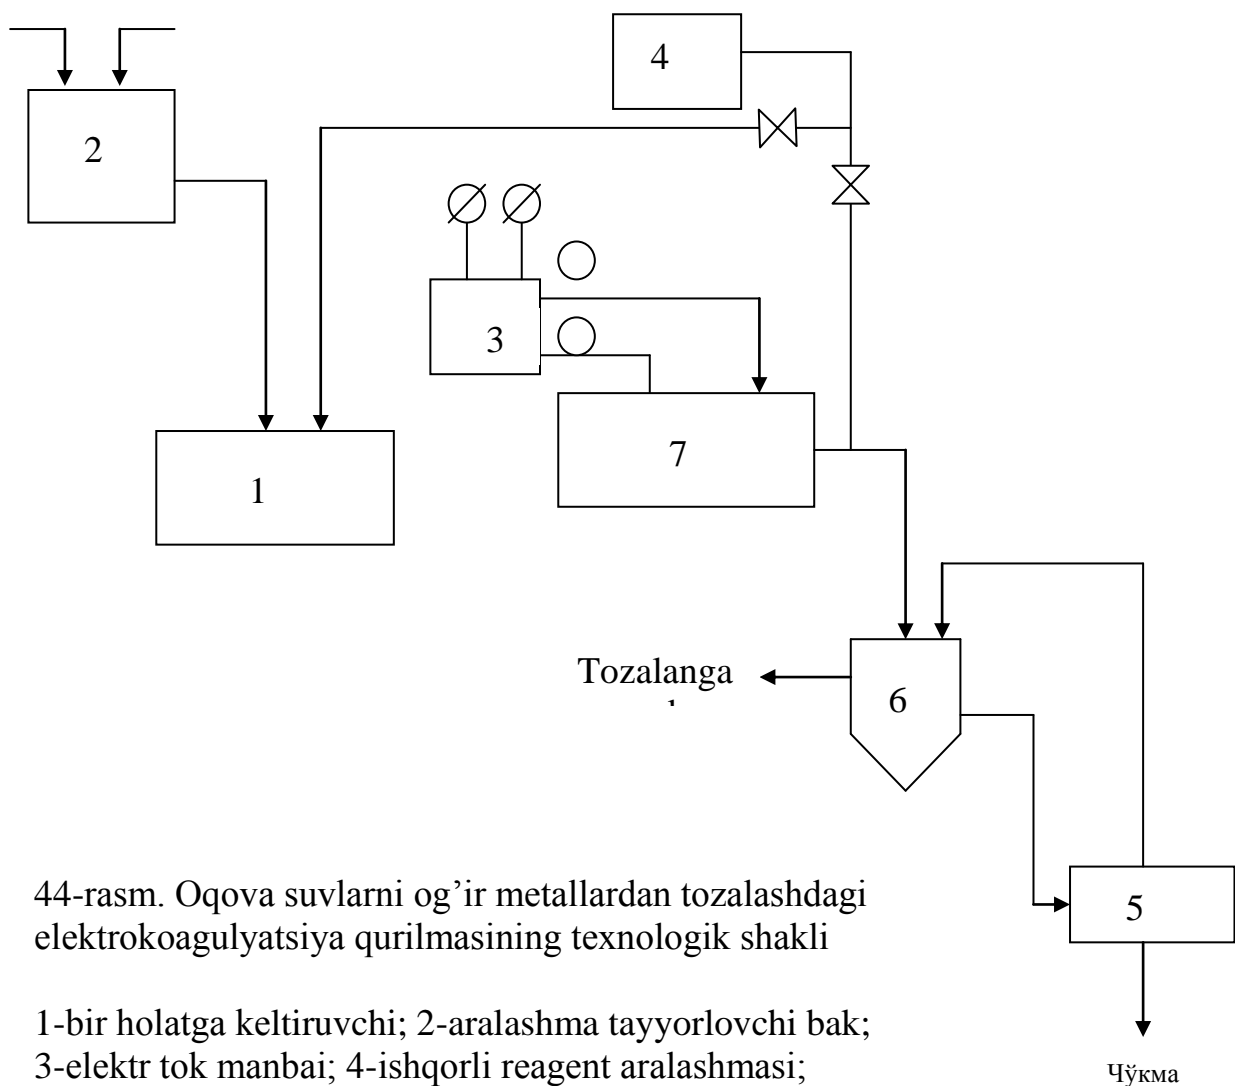 4
2
3
7
1
Tozalanga
6
5
44-rasm. Oqova suvlarni og’ir metallardan tozalashdagi
elektrokoagulyatsiya qurilmasining texnologik shakli
1-bir holatga keltiruvchi; 2-aralashma tayyorlovchi bak;
3-elektr tok manbai; 4-ishqorli reagent aralashmasi;
Чўкма